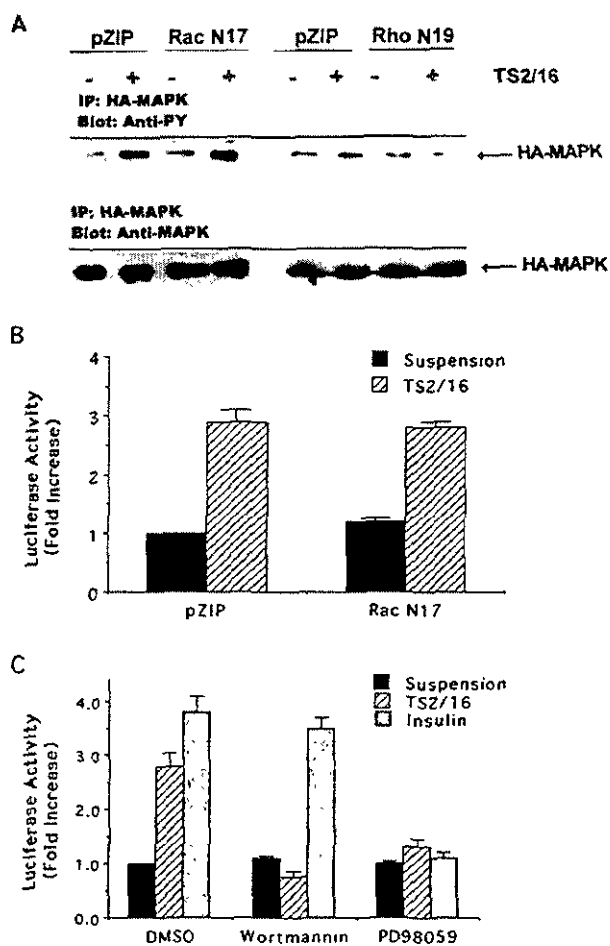 A
pZIP Rac N17 pZIP Rho N19
- + - + - + - + TS2/16
IP: HA-MAPK
Blot: Anti-PY
HA-MAPK
IP: HA-MAPK
Blot: Anti-MAPK
HA-MAPK
B
Luciferase Activity
(Fold Increase)
4
3
2
1
0
Suspension
TS2/16
pZIP Rac N17
C
Luciferase Activity
(Fold Increase)
4.0
3.0
2.0
1.0
0.0
Suspension
TS2/16
Insulin
DMSO Wortmannin PD98059